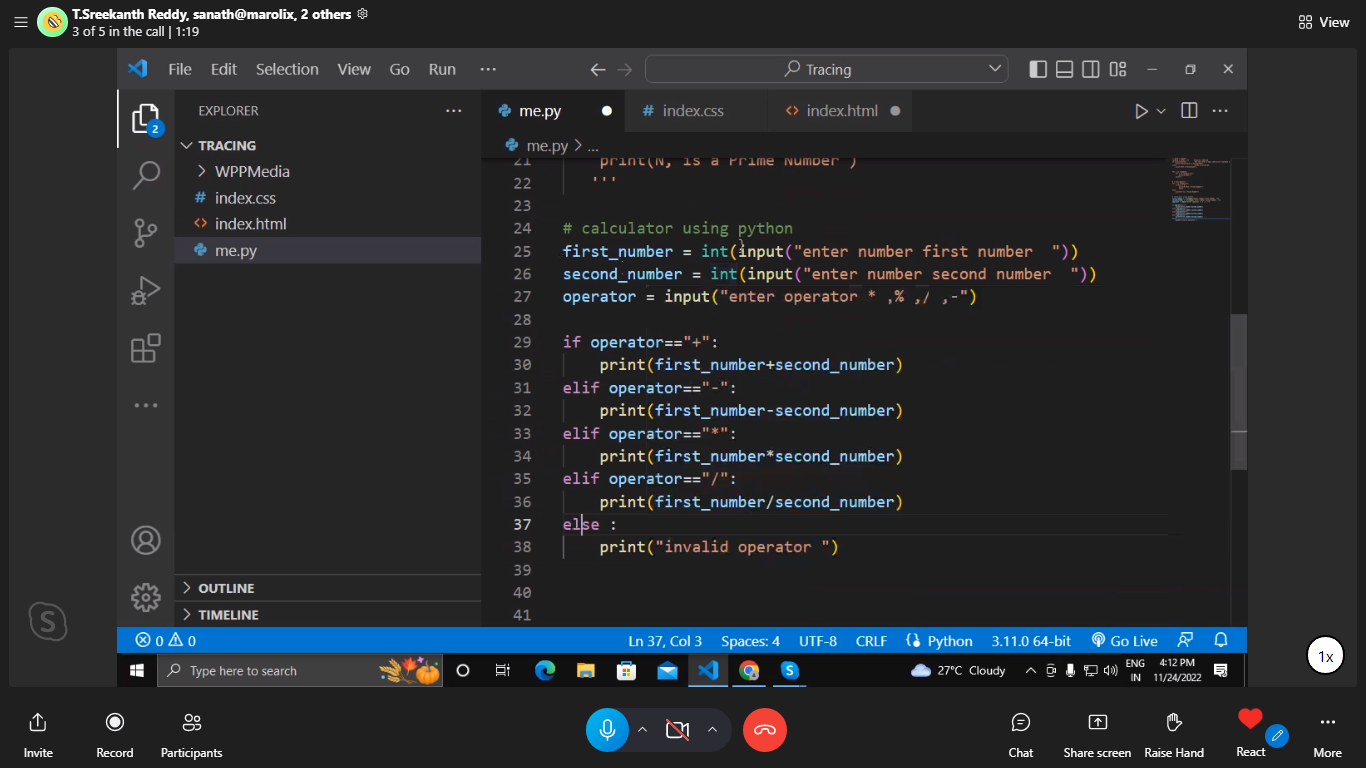 T.Sreekanth Reddy, sanath@marolix, 2 others
3 of 5 in the call | 1:19
View
File Edit Selection View Go Run ...
Tracing
EXPLORER
me.py
index.css
index.html
TRACING
WPPMedia
index.css
index.html
me.py
OUTLINE
TIMELINE
me.py > ...
21 print(N, is a Prime Number )
22 '''
23
24 # calculator using python
25 first_number = int(input("enter number first number  "))
26 second_number = int(input("enter number second number  "))
27 operator = input("enter operator * ,% ,/ ,-")
28
29 if operator=="+":
30 print(first_number+second_number)
31 elif operator=="-":
32 print(first_number-second_number)
33 elif operator=="*":
34 print(first_number*second_number)
35 elif operator=="/":
36 print(first_number/second_number)
37 else :
38 print("invalid operator ")
39
40
41
2
0 0 Ln 37, Col 3 Spaces: 4 UTF-8 CRLF Python 3.11.0 64-bit Go Live
Type here to search
27°C Cloudy
ENG
IN
4:12 PM
11/24/2022
1x
Invite
Record
Participants
Chat
Share screen
Raise Hand
React
More